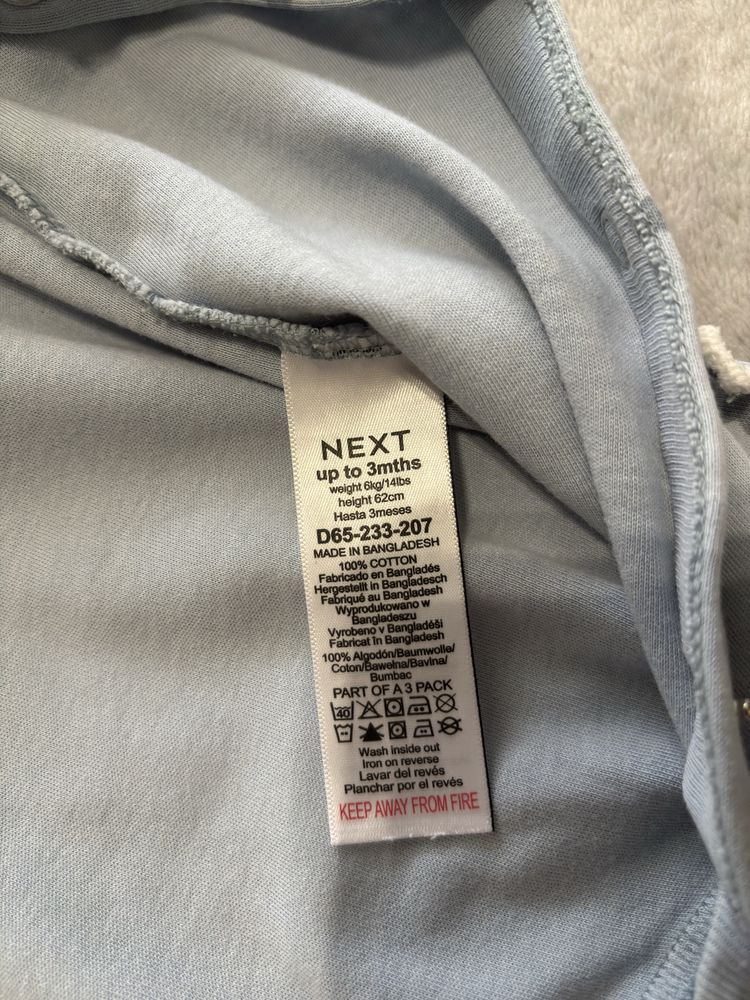 NEXT
up to 3mths
weight 6kg/14lbs
height 62cm
Hasta 3meses
D65-233-207
MADE IN BANGLADESH
100% COTTON
Fabricado en Bangladés
Hergestellt in Bangladesch
Fabriqué au Bangladesh
Wyprodukowano w
Bangladeszu
Vyrobeno v Bangladéši
Fabricat în Bangladesh
100% Algodón/Baumwolle/
Coton/Bawełna/Bavlna/
Bumbac
PART OF A 3 PACK
40
Wash inside out
Iron on reverse
Lavar del revés
Planchar por el revés
KEEP AWAY FROM FIRE